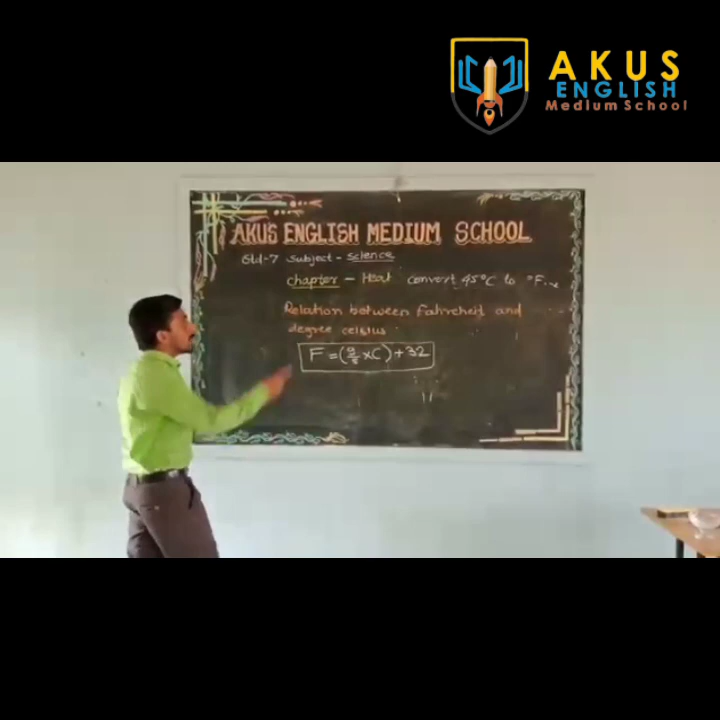 AKUS
ENGLISH
Medium School
AKUS ENGLISH MEDIUM SCHOOL
Std-7 Subject - Science
chapter - Heat convert 45°C to °F...
Relation between Fahrcheit and
degree celsius.
F = (9/5 × C) + 32